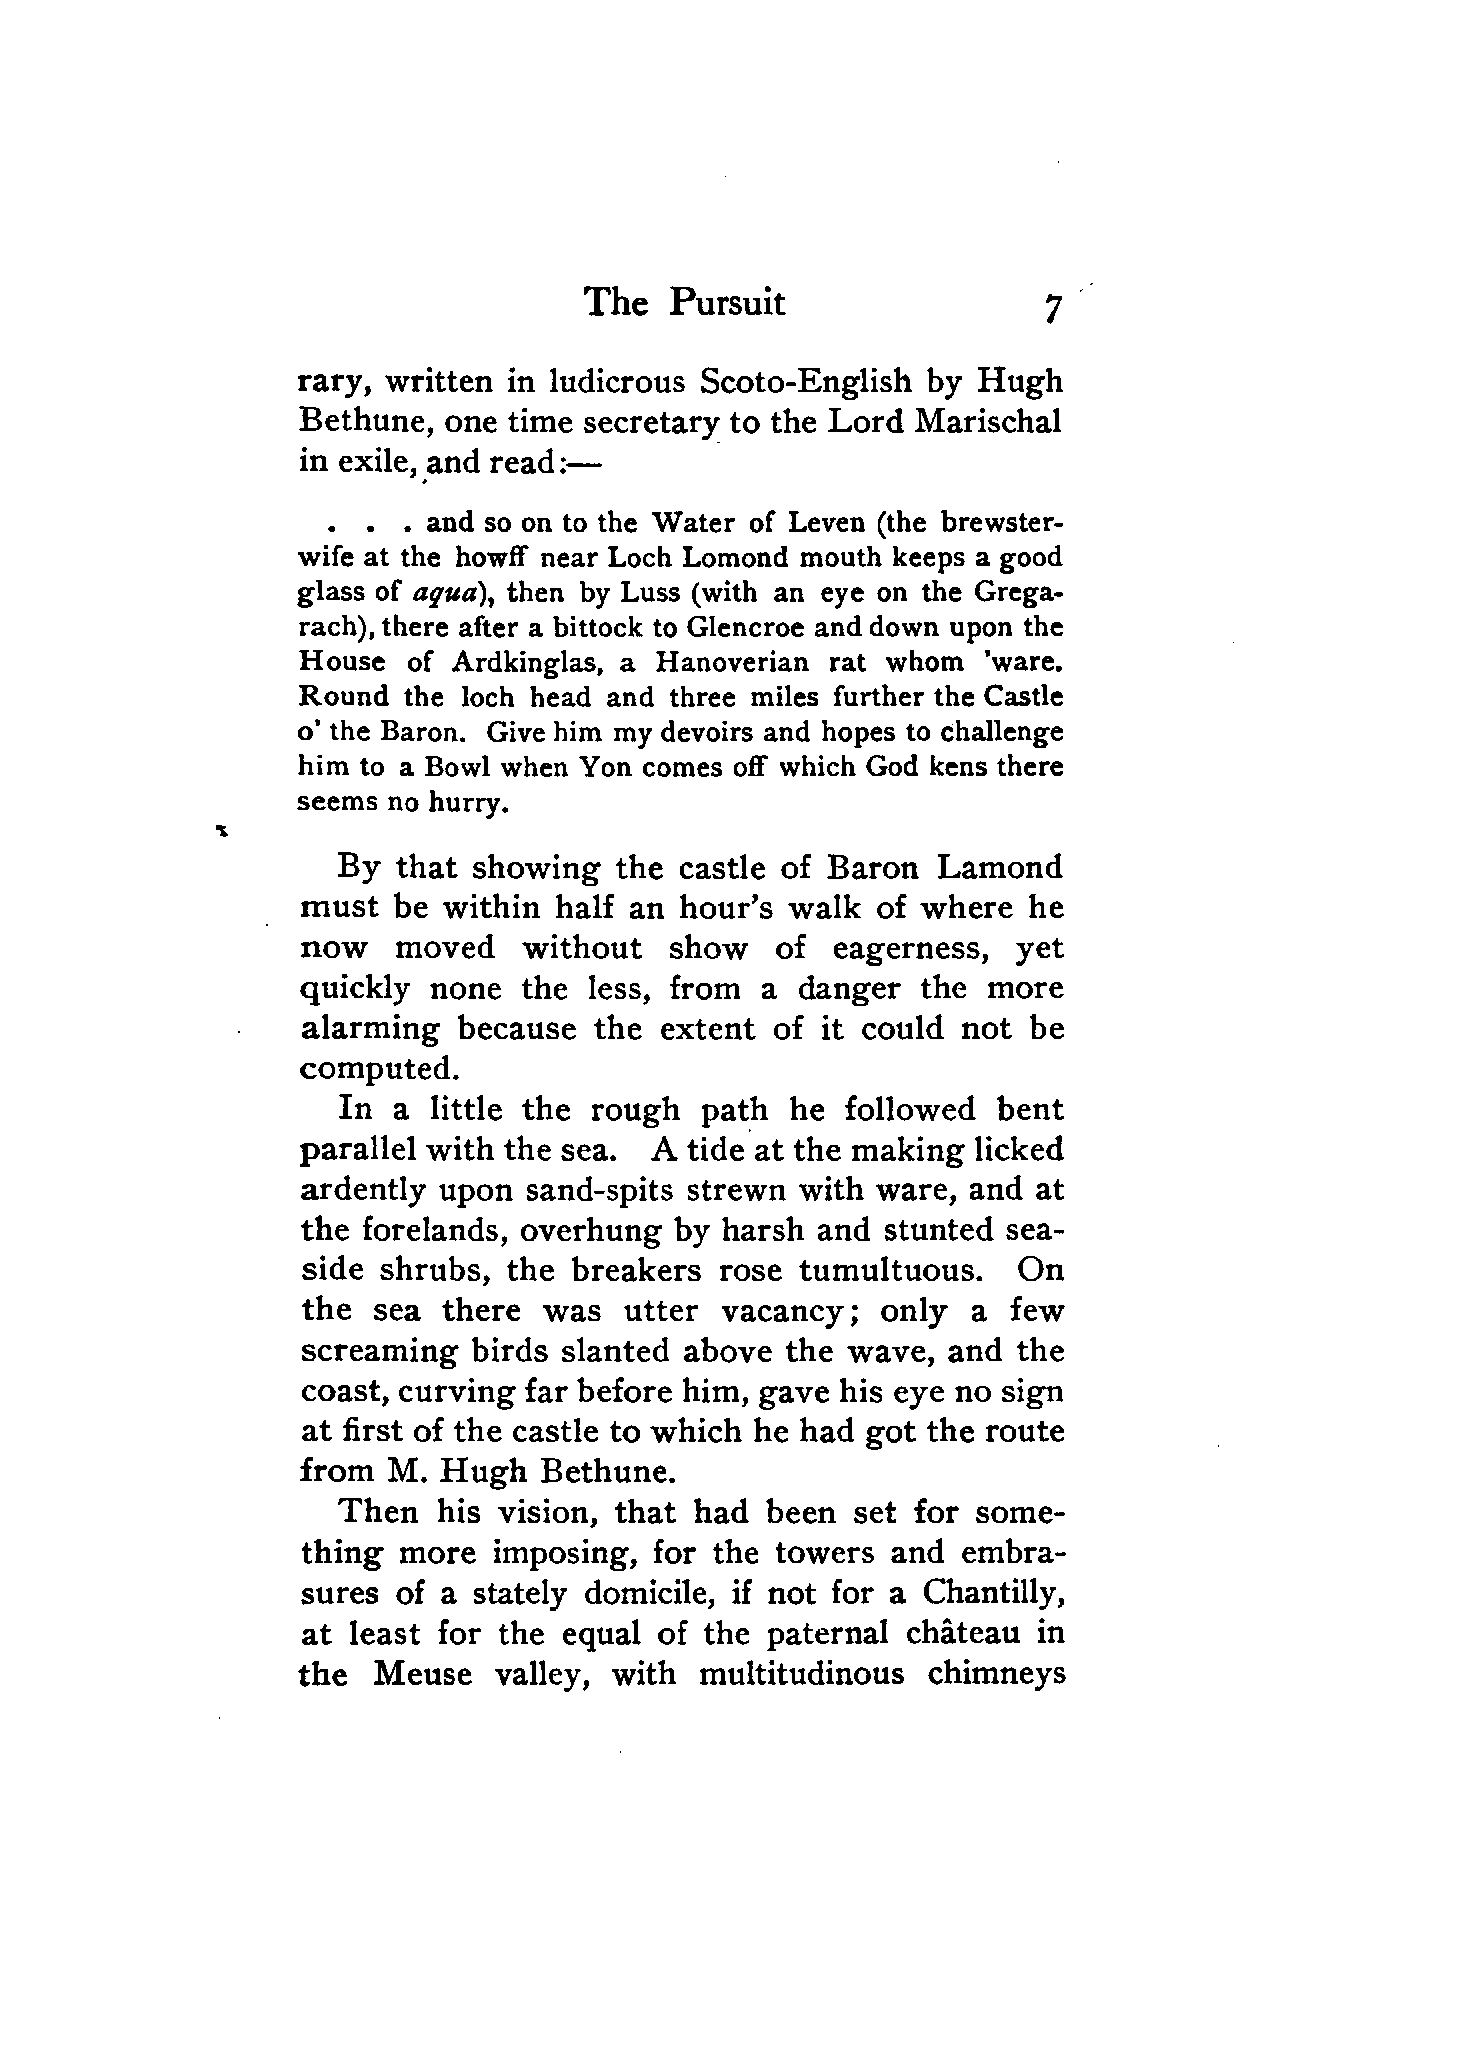 The Pursuit 7
rary, written in ludicrous Scoto-English by Hugh
Bethune, one time secretary to the Lord Marischal
in exile, and read:—
. . . and so on to the Water of Leven (the brewster-
wife at the howff near Loch Lomond mouth keeps a good
glass of aqua), then by Luss (with an eye on the Grega-
rach), there after a bittock to Glencroe and down upon the
House of Ardkinglas, a Hanoverian rat whom 'ware.
Round the loch head and three miles further the Castle
o' the Baron. Give him my devoirs and hopes to challenge
him to a Bowl when Yon comes off which God kens there
seems no hurry.
By that showing the castle of Baron Lamond
must be within half an hour's walk of where he
now moved without show of eagerness, yet
quickly none the less, from a danger the more
alarming because the extent of it could not be
computed.
In a little the rough path he followed bent
parallel with the sea. A tide at the making licked
ardently upon sand-spits strewn with ware, and at
the forelands, overhung by harsh and stunted sea-
side shrubs, the breakers rose tumultuous. On
the sea there was utter vacancy; only a few
screaming birds slanted above the wave, and the
coast, curving far before him, gave his eye no sign
at first of the castle to which he had got the route
from M. Hugh Bethune.
Then his vision, that had been set for some-
thing more imposing, for the towers and embra-
sures of a stately domicile, if not for a Chantilly,
at least for the equal of the paternal château in
the Meuse valley, with multitudinous chimneys